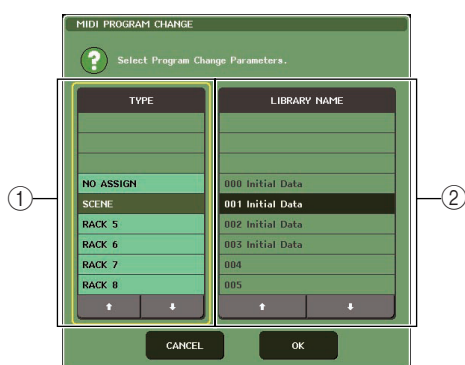 MIDI PROGRAM CHANGE
?
Select Program Change Parameters.
TYPE
LIBRARY NAME
NO ASSIGN
000 Initial Data
SCENE
001 Initial Data
RACK 5
002 Initial Data
RACK 6
003 Initial Data
RACK 7
004
RACK 8
005
1
2
CANCEL
OK